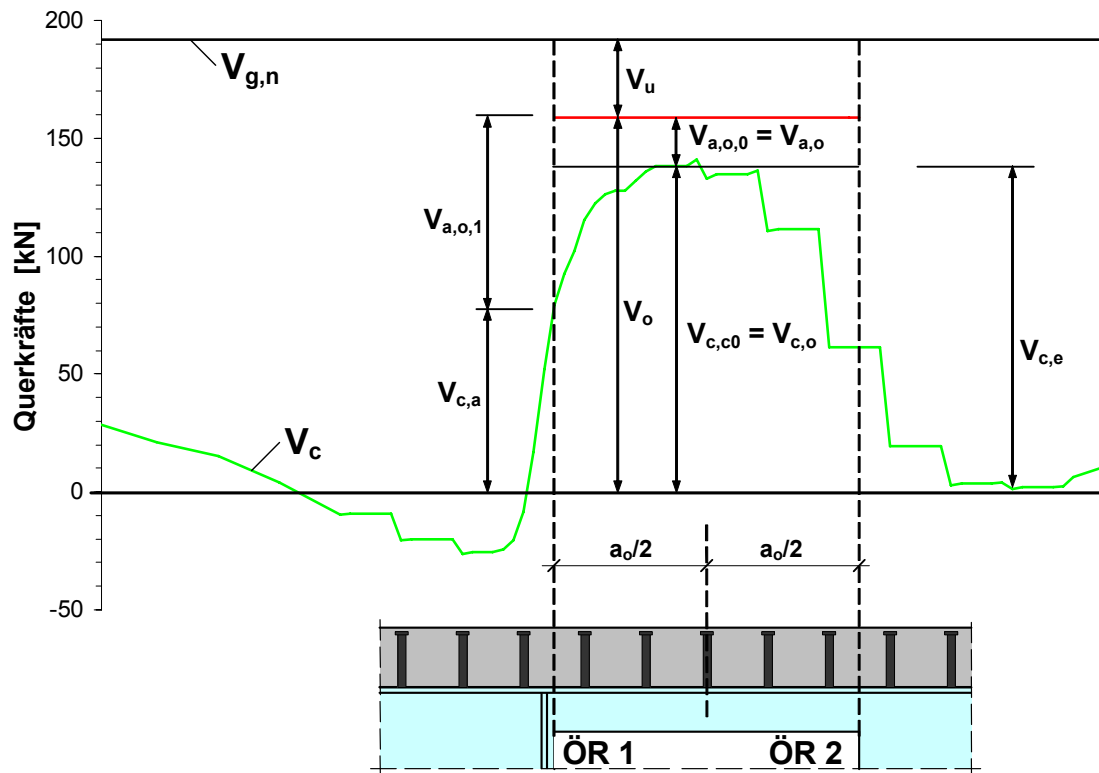 200
150
100
50
0
-50
Querkräfte [kN]
V_g,n
V_u
V_a,o,0 = V_a,o
V_a,o,1
V_o
V_c,c0 = V_c,o
V_c,e
V_c,a
V_c
a_o/2
a_o/2
ÖR 1
ÖR 2